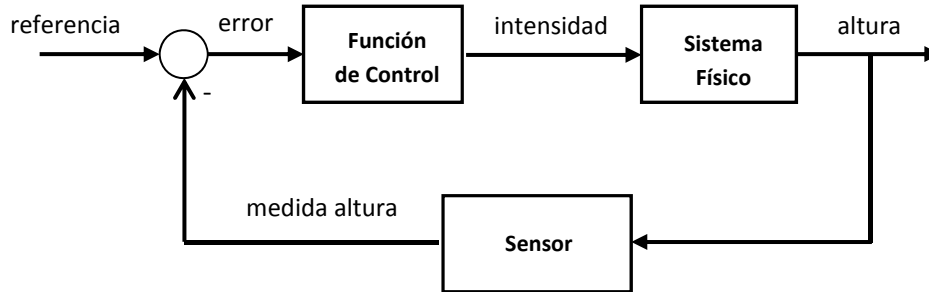 referencia
error
Función
de Control
intensidad
Sistema
Físico
altura
-
medida altura
Sensor